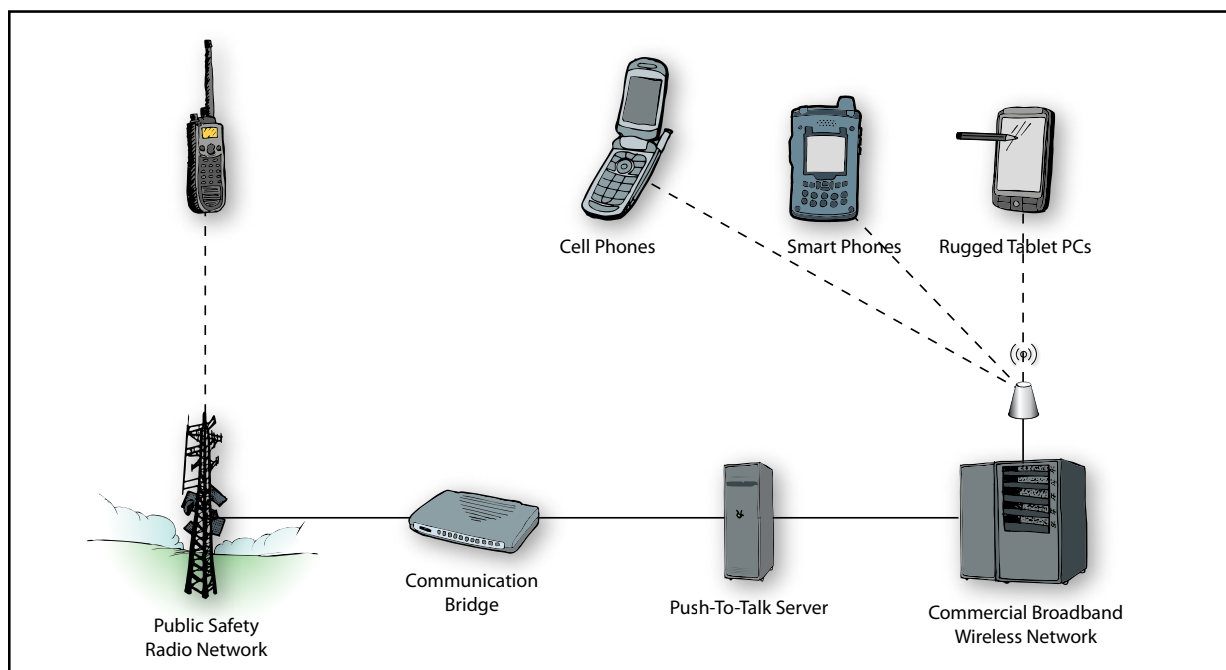 Cell Phones
Smart Phones
Rugged Tablet PCs
Communication
Bridge
Push-To-Talk Server
Commercial Broadband
Wireless Network
Public Safety
Radio Network